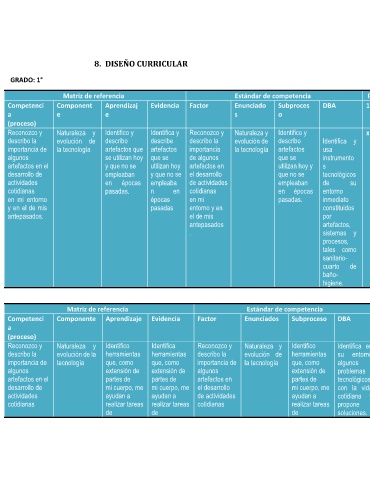 8. DISEÑO CURRICULAR
GRADO: 1°
Matriz de referencia
Estándar de competencia
Competenci
a
(proceso)
Component
e
Aprendizaj
e
Evidencia
Factor
Enunciado
s
Subproces
o
DBA
1
Reconozco y
describo la
importancia de
algunos
artefactos en el
desarrollo de
actividades
cotidianas
en mi entorno
y en el de mis
antepasados.
Naturaleza y
evolución de
la tecnología
Identifico y
describo
artefactos que
se utilizan hoy
y que no se
empleaban
en épocas
pasadas.
Identifica y
describe
artefactos
que se
utilizan hoy
y que no se
empleaba
n en
épocas
pasadas
Reconozco y
describo la
importancia
de algunos
artefactos en
el desarrollo
de actividades
cotidianas
en mi
entorno y en
el de mis
antepasados
.
Naturaleza y
evolución de
la tecnología
Identifico y
describo
artefactos
que se
utilizan hoy y
que no se
empleaban
en épocas
pasadas.
Identifica y
usa
instrumento
s
tecnológicos
de su
entorno
inmediato
constituidos
por
artefactos,
sistemas y
procesos,
tales como
sanitario-
cuarto de
baño-
higiene.
x
Matriz de referencia
Estándar de competencia
Competenci
a
(proceso)
Componente
Aprendizaje
Evidencia
Factor
Enunciados
Subproceso
DBA
Reconozco y
describo la
importancia de
algunos
artefactos en el
desarrollo de
actividades
cotidianas
Naturaleza y
evolución de la
tecnología
Identifico
herramientas
que, como
extensión de
partes de
mi cuerpo, me
ayudan a
realizar tareas
de
Identifica
herramientas
que, como
extensión de
partes de
mi cuerpo, me
ayudan a
realizar tareas
de
Reconozco y
describo la
importancia de
algunos
artefactos en
el desarrollo
de actividades
cotidianas
Naturaleza y
evolución de
la tecnología
Identifico
herramientas
que, como
extensión de
partes de
mi cuerpo, me
ayudan a
realizar tareas
de
Identifica en
su entorno
algunos
problemas
tecnológicos
con la vida
cotidiana
propone
soluciones.